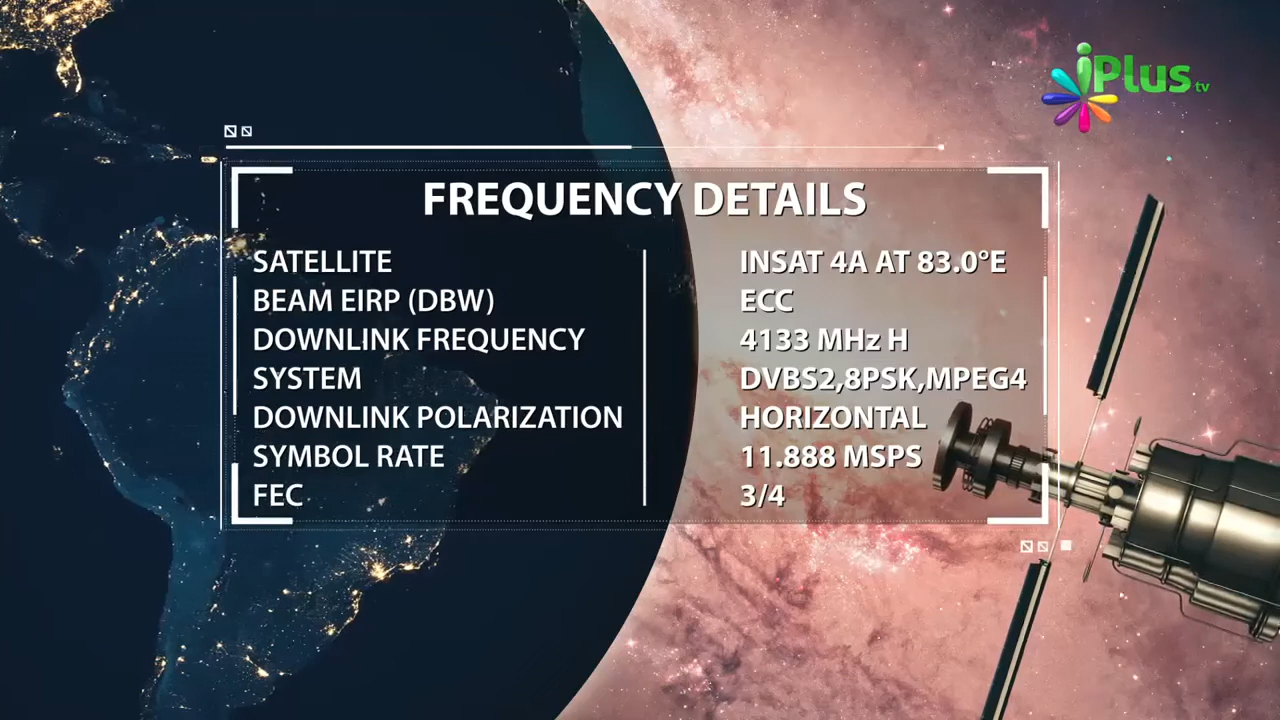 iPlus tv
FREQUENCY DETAILS
SATELLITE INSAT 4A AT 83.0°E
BEAM EIRP (DBW) ECC
DOWNLINK FREQUENCY 4133 MHz H
SYSTEM DVBS2,8PSK,MPEG4
DOWNLINK POLARIZATION HORIZONTAL
SYMBOL RATE 11.888 MSPS
FEC 3/4